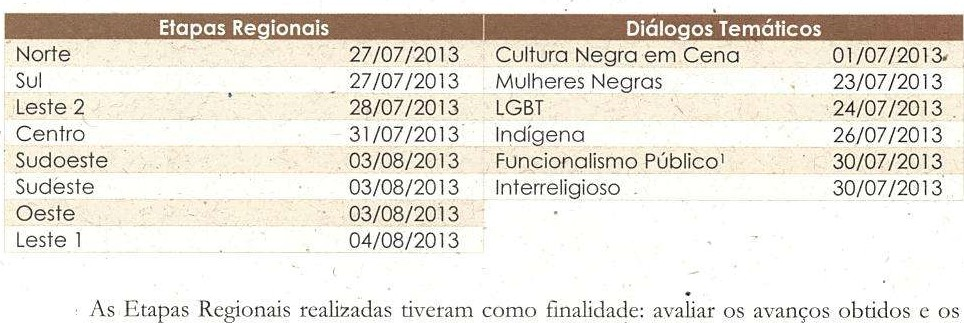 Etapas Regionais Diálogos Temáticos
Norte 27/07/2013 Cultura Negra em Cena 01/07/2013
Sul 27/07/2013 Mulheres Negras 23/07/2013
Leste 2 28/07/2013 LGBT 24/07/2013
Centro 31/07/2013 Indígena 26/07/2013
Sudoeste 03/08/2013 Funcionalismo Público¹ 30/07/2013
Sudeste 03/08/2013 Interreligioso 30/07/2013
Oeste 03/08/2013
Leste 1 04/08/2013
As Etapas Regionais realizadas tiveram como finalidade: avaliar os avanços obtidos e os